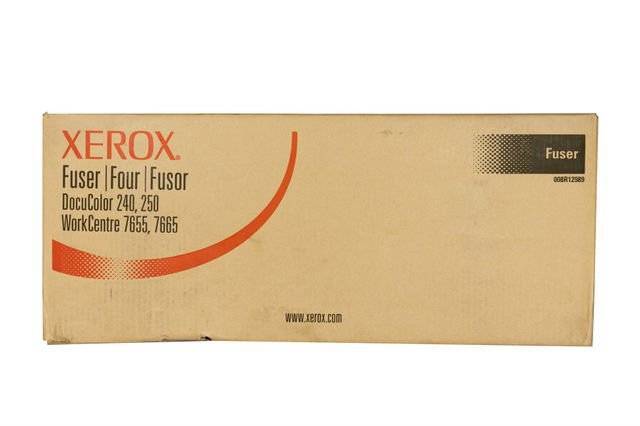 XEROX.
Fuser | Four | Fusor
DocuColor 240, 250
WorkCentre 7655, 7665
Fuser
008R12989
www.xerox.com